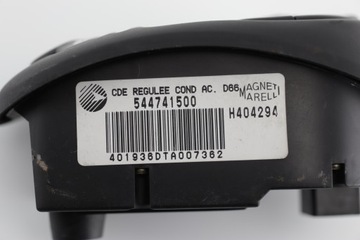 CDE REGULEE COND AC. D66 MAGNETI
MARELLI
544741500
H404294
401936DTA007362